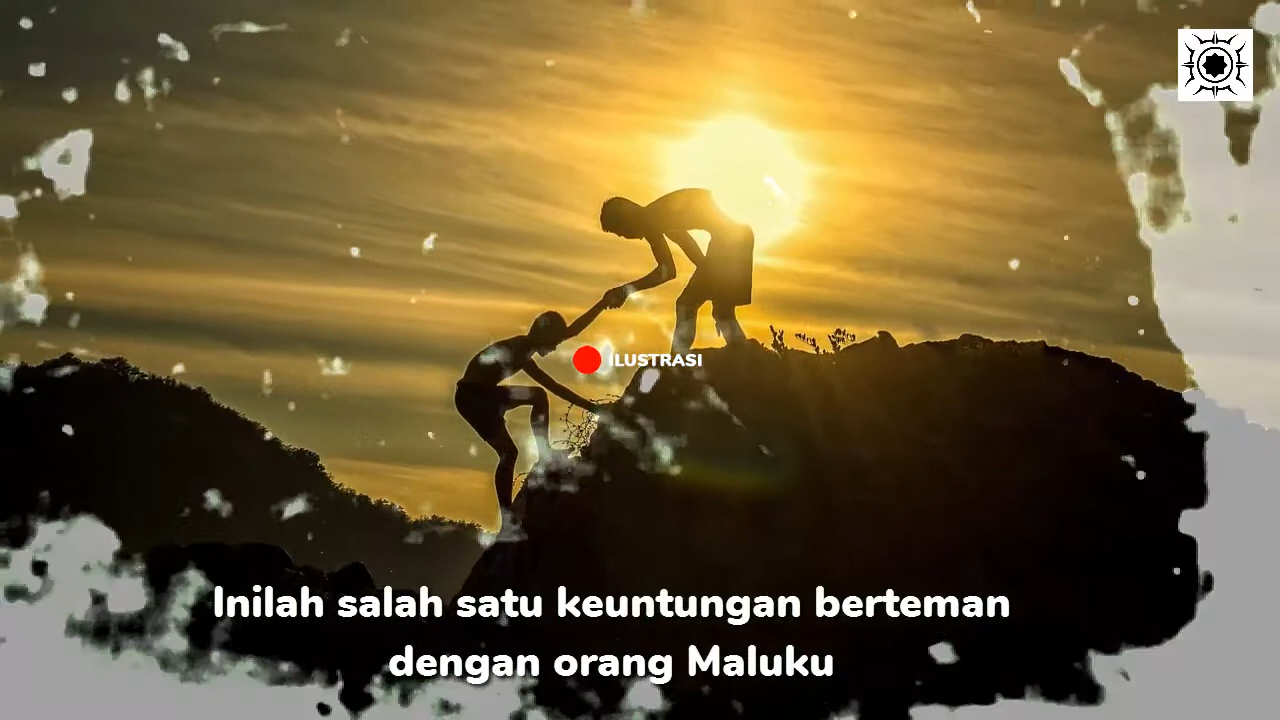 ILUSTRASI
Inilah salah satu keuntungan berteman
dengan orang Maluku